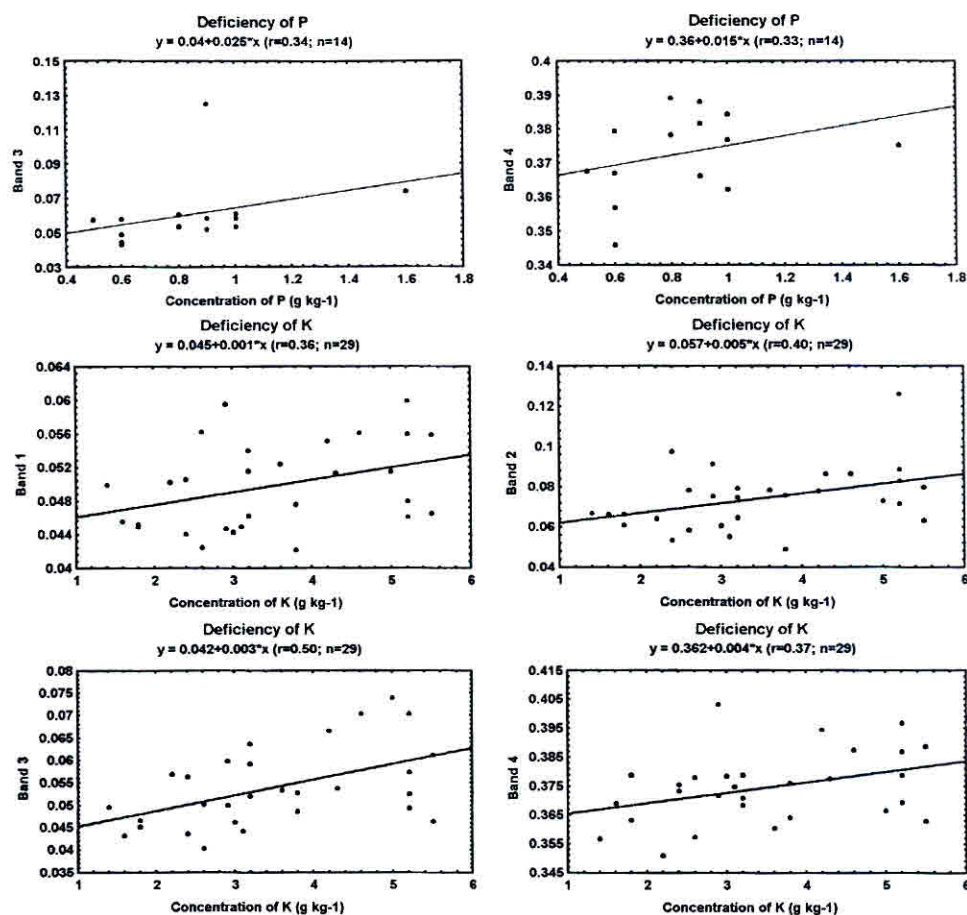 Deficiency of P
y = 0.04+0.025*x (r=0.34; n=14)
0.15
0.13
0.11
0.09
0.07
0.05
0.03
Band 3
0.4 0.6 0.8 1 1.2 1.4 1.6 1.8
Concentration of P (g kg-1)
Deficiency of P
y = 0.36+0.015*x (r=0.33; n=14)
0.4
0.39
0.38
0.37
0.36
0.35
0.34
Band 4
0.4 0.6 0.8 1 1.2 1.4 1.6 1.8
Concentration of P (g kg-1)
Deficiency of K
y = 0.045+0.001*x (r=0.36; n=29)
0.064
0.06
0.056
0.052
0.048
0.044
0.04
Band 1
1 2 3 4 5 6
Concentration of K (g kg-1)
Deficiency of K
y = 0.057+0.005*x (r=0.40; n=29)
0.14
0.12
0.1
0.08
0.06
0.04
Band 2
1 2 3 4 5 6
Concentration of K (g kg-1)
Deficiency of K
y = 0.042+0.003*x (r=0.50; n=29)
0.08
0.075
0.07
0.065
0.06
0.055
0.05
0.045
0.04
0.035
Band 3
1 2 3 4 5 6
Concentration of K (g kg-1)
Deficiency of K
y = 0.362+0.004*x (r=0.37; n=29)
0.415
0.405
0.395
0.385
0.375
0.365
0.355
0.345
Band 4
1 2 3 4 5 6
Concentration of K (g kg-1)